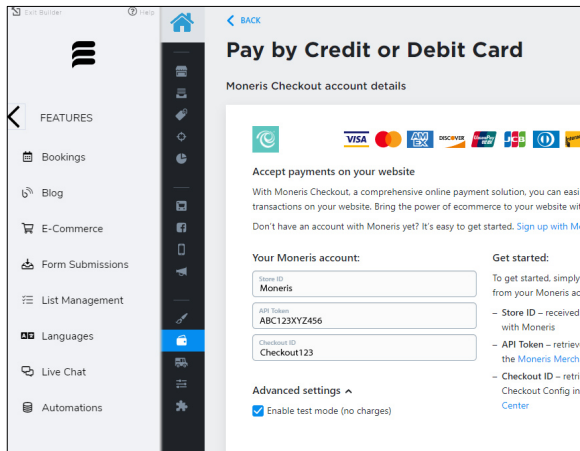 Exit Builder
Help
FEATURES
Bookings
Blog
E-Commerce
Form Submissions
List Management
Languages
Live Chat
Automations
BACK
Pay by Credit or Debit Card
Moneris Checkout account details
VISA
AM EX
DISCOVER
UnionPay
JCB
Accept payments on your website
With Moneris Checkout, a comprehensive online payment solution, you can easi
transactions on your website. Bring the power of ecommerce to your website wit
Don't have an account with Moneris yet? It's easy to get started. Sign up with Mo
Your Moneris account:
Store ID
Moneris
API Token
ABC123XYZ456
Checkout ID
Checkout123
Advanced settings
Enable test mode (no charges)
Get started:
To get started, simply
from your Moneris ac
– Store ID – received
with Moneris
– API Token – retriev
the Moneris Merch
– Checkout ID – retri
Checkout Config in
Center